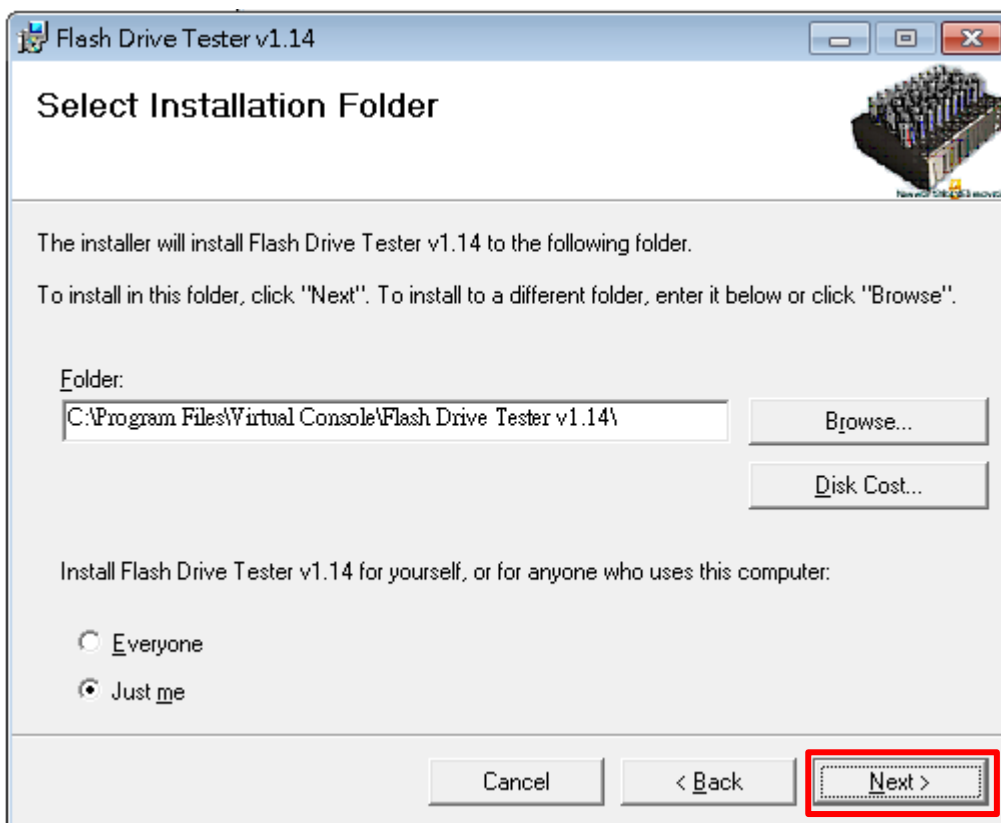 Flash Drive Tester v1.14
Select Installation Folder
The installer will install Flash Drive Tester v1.14 to the following folder.
To install in this folder, click "Next". To install to a different folder, enter it below or click "Browse".
Folder:
C:\Program Files\Virtual Console\Flash Drive Tester v1.14\
Browse...
Disk Cost...
Install Flash Drive Tester v1.14 for yourself, or for anyone who uses this computer:
Everyone
Just me
Cancel
< Back
Next >